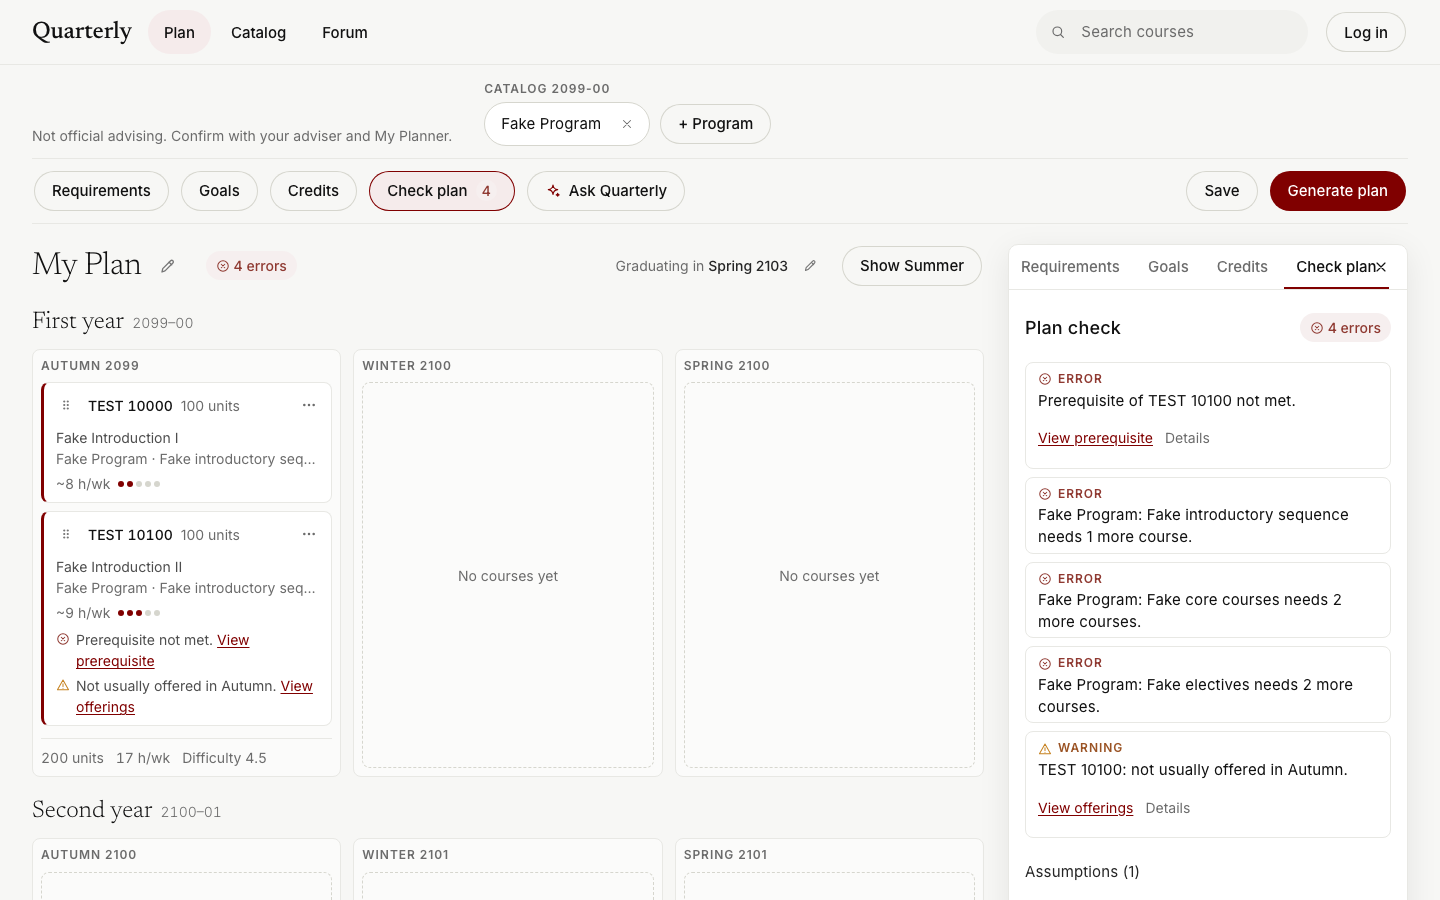 Quarterly
Plan
Catalog
Forum
Search courses
Log in
CATALOG 2099-00
Not official advising. Confirm with your adviser and My Planner.
Fake Program
+ Program
Requirements
Goals
Credits
Check plan 4
Ask Quarterly
Save
Generate plan
My Plan
4 errors
Graduating in Spring 2103
Show Summer
First year 2099–00
AUTUMN 2099
TEST 10000 100 units
Fake Introduction I
Fake Program · Fake introductory seq...
~8 h/wk
TEST 10100 100 units
Fake Introduction II
Fake Program · Fake introductory seq...
~9 h/wk
Prerequisite not met. View
prerequisite
Not usually offered in Autumn. View
offerings
200 units 17 h/wk Difficulty 4.5
WINTER 2100
No courses yet
SPRING 2100
No courses yet
Second year 2100–01
AUTUMN 2100
WINTER 2101
SPRING 2101
Requirements
Goals
Credits
Check plan
Plan check
4 errors
ERROR
Prerequisite of TEST 10100 not met.
View prerequisite Details
ERROR
Fake Program: Fake introductory sequence
needs 1 more course.
ERROR
Fake Program: Fake core courses needs 2
more courses.
ERROR
Fake Program: Fake electives needs 2 more
courses.
WARNING
TEST 10100: not usually offered in Autumn.
View offerings Details
Assumptions (1)